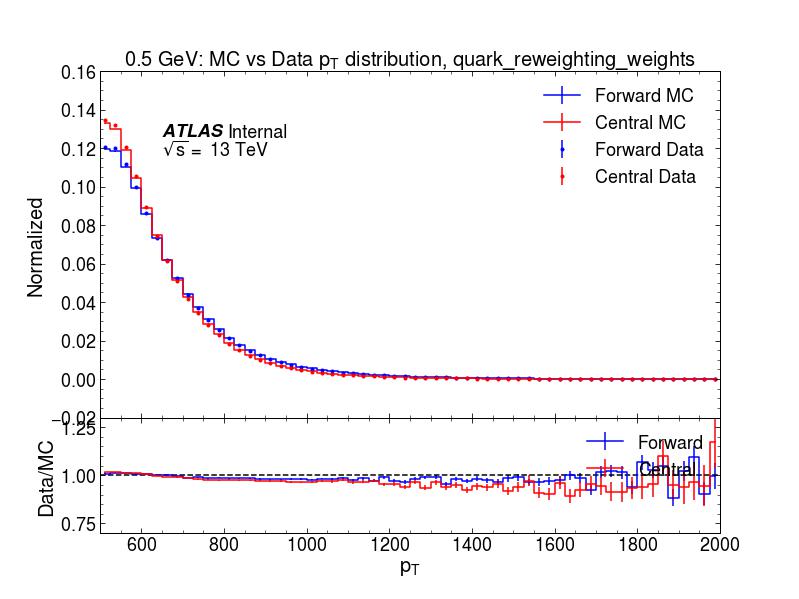 0.5 GeV: MC vs Data pT distribution, quark_reweighting_weights
0.16
0.14
0.12
0.10
0.08
0.06
0.04
0.02
0.00
−0.02
Normalized
ATLAS Internal
√s = 13 TeV
Forward MC
Central MC
Forward Data
Central Data
1.25
1.00
0.75
Data/MC
Forward
Central
600 800 1000 1200 1400 1600 1800 2000
pT